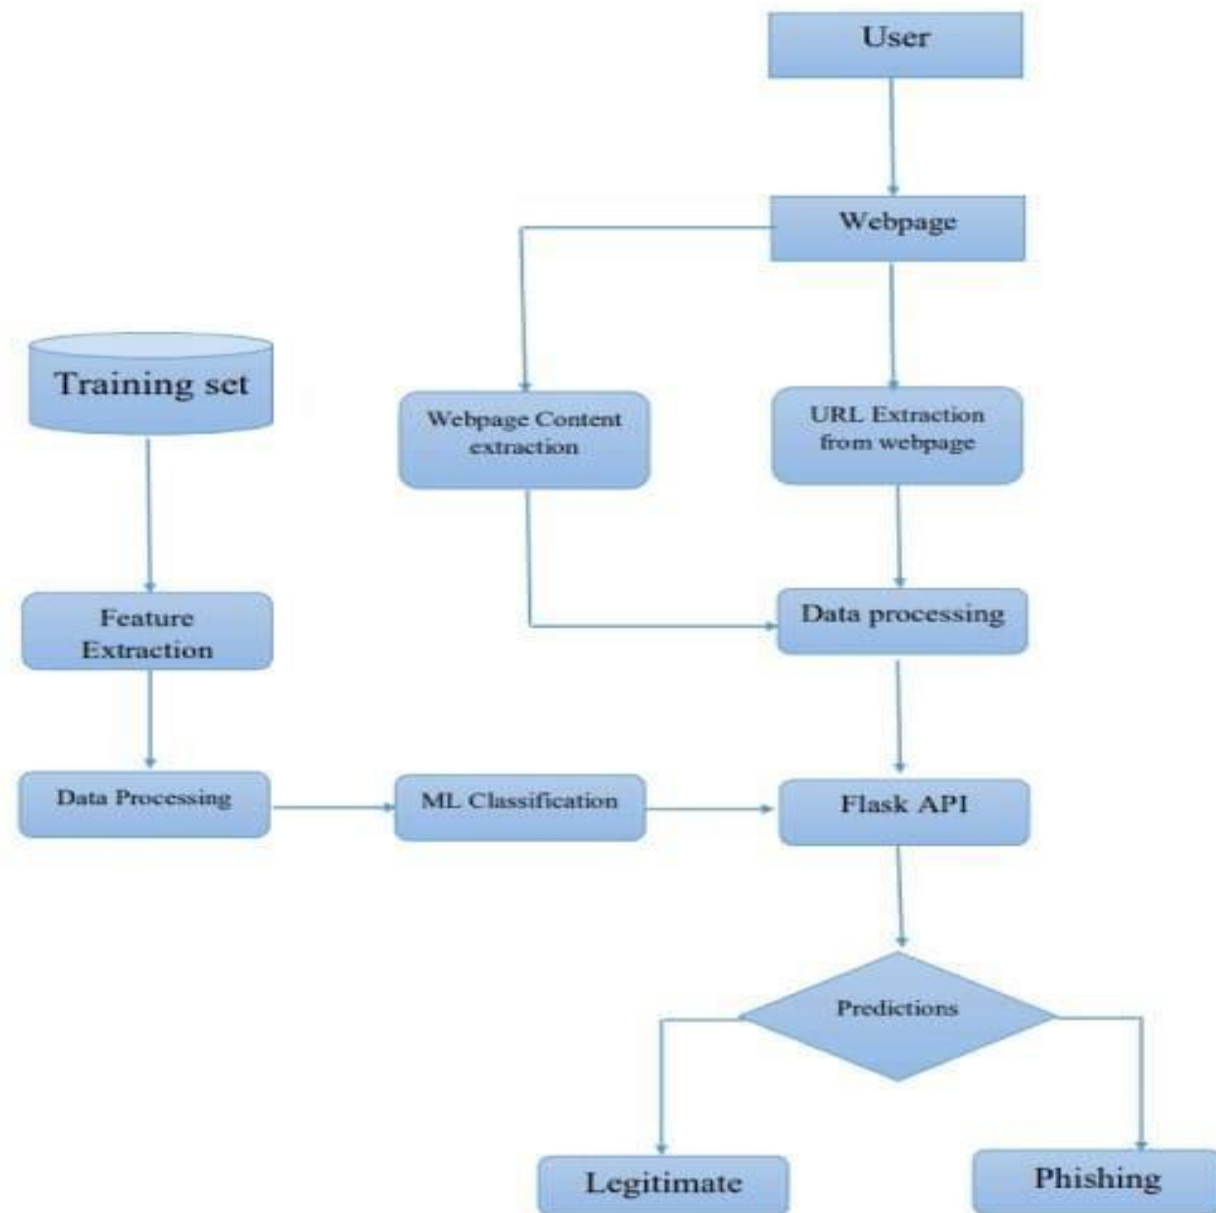 User
Webpage
Training set
Webpage Content
extraction
URL Extraction
from webpage
Feature
Extraction
Data processing
Data Processing
ML Classification
Flask API
Predictions
Legitimate
Phishing